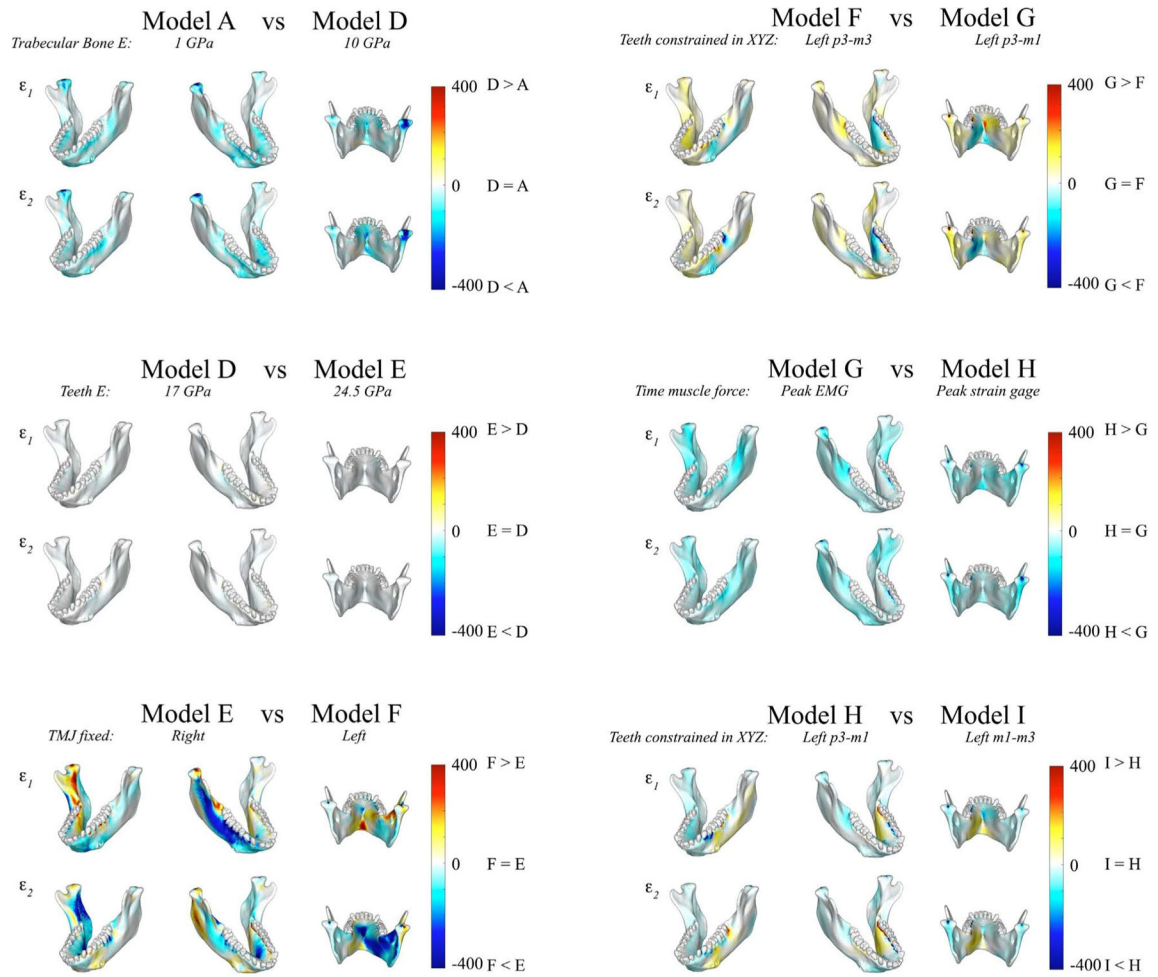 Model A vs Model D
Trabecular Bone E: 1 GPa 10 GPa
ε1
400 D > A
0 D = A
ε2
-400 D < A
Model D vs Model E
Teeth E: 17 GPa 24.5 GPa
ε1
400 E > D
0 E = D
ε2
-400 E < D
Model E vs Model F
TMJ fixed: Right Left
ε1
400 F > E
0 F = E
ε2
-400 F < E
Model F vs Model G
Teeth constrained in XYZ: Left p3-m3 Left p3-m1
ε1
400 G > F
0 G = F
ε2
-400 G < F
Model G vs Model H
Time muscle force: Peak EMG Peak strain gage
ε1
400 H > G
0 H = G
ε2
-400 H < G
Model H vs Model I
Teeth constrained in XYZ: Left p3-m1 Left m1-m3
ε1
400 I > H
0 I = H
ε2
-400 I < H